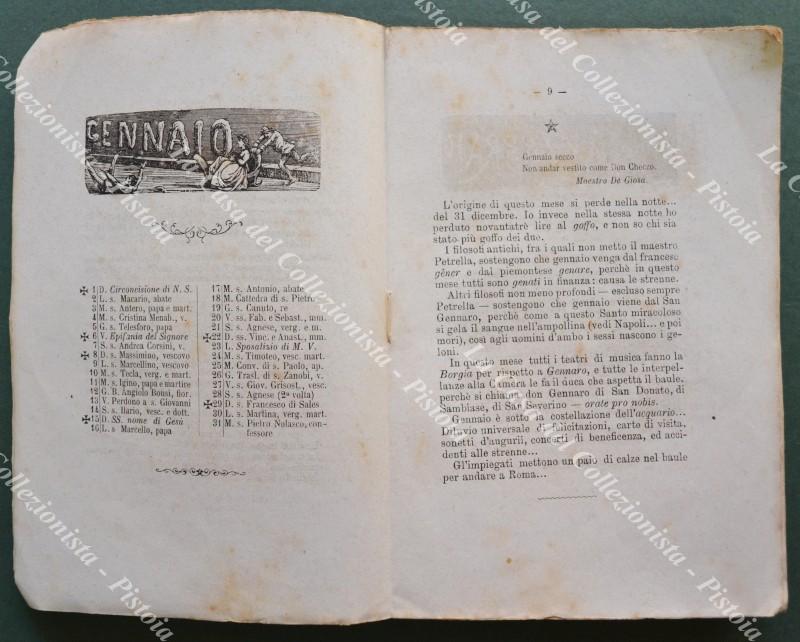 GENNAIO
✠ 1 D. Circoncisione di N. S.
2 L. s. Macario, abate
3 M. s. Antero, papa e mart.
4 M. s. Cristina Menab., v.
5 G. s. Telesforo, papa
✠ 6 V. Epifania del Signore
7 S. s. Andrea Corsini, v.
✠ 8 D. s. Massimino, vescovo
9 L. s. Marcellino, vescovo
10 M. s. Tecla, verg. e mart.
11 M. s. Igino, papa e martire
12 G. B. Angiolo Bonsi, fior.
13 V. Perdono a s. Giovanni
14 S. s. Ilario, vesc. e dott.
✠ 15 D. SS. nome di Gesù
16 L. s Marcello, papa
17 M. s. Antonio, abate
18 M. Cattedra di s. Pietro
19 G. s. Canuto, re
20 V. ss. Fab. e Sebast., mm.
21 S. s. Agnese, verg. e m.
✠ 22 D. ss. Vinc. e Anast., mm.
23 L. Sposalizio di M. V.
24 M. s. Timoteo, vesc. mart.
25 M. Conv. di s. Paolo, ap.
26 G. Trasl. di s. Zanobi, v.
27 V. s. Giov. Grisost., vesc.
28 S. s. Agnese (2ª volta)
✠ 29 D. s. Francesco di Sales
30 L. s. Martina, verg. mart.
31 M. s. Pietro Nolasco, con-
fessore
— 9 —
Gennaio secco
Non andar vestito come Don Checco.
Maestro De Giosa.
L'origine di questo mese si perde nella notte...
del 31 dicembre. Io invece nella stessa notte ho
perduto novantatrè lire al goffo, e non so chi sia
stato più goffo dei due.
I filosofi antichi, fra i quali non metto il maestro
Petrella, sostengono che gennaio venga dal francese
gêner e dal piemontese genare, perchè in questo
mese tutti sono genati in finanza: causa le strenne.
Altri filosofi non meno profondi — escluso sempre
Petrella — sostengono che gennaio viene dal San
Gennaro, perchè come a questo Santo miracoloso
si gela il sangue nell'ampollina (vedi Napoli... e poi
mori), così agli uomini d'ambo i sessi nascono i ge-
loni.
In questo mese tutti i teatri di musica fanno la
Borgia per rispetto a Gennaro, e tutte le interpel-
lanze alla Camera le fa il duca che aspetta il baule.
perchè si chiama don Gennaro di San Donato, di
Sambiase, di San Severino — orate pro nobis.
Gennaio è sotto la costellazione dell'acquario...
Diluvio universale di felicitazioni, carte di visita,
sonetti d'augurii, concerti di beneficenza, ed acci-
denti alle strenne...
Gl'impiegati mettono un paio di calze nel baule
per andare a Roma...
La Casa del Collezionista - Pistoia